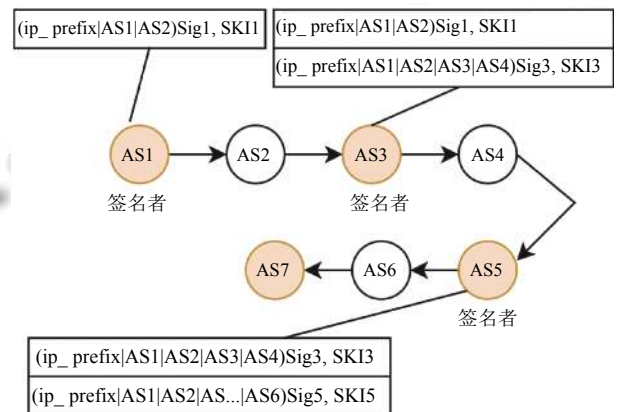 (ip_ prefix|AS1|AS2)Sig1, SKI1
(ip_ prefix|AS1|AS2)Sig1, SKI1
(ip_ prefix|AS1|AS2|AS3|AS4)Sig3, SKI3
AS1
AS2
AS3
AS4
签名者
签名者
AS7
AS6
AS5
签名者
(ip_ prefix|AS1|AS2|AS3|AS4)Sig3, SKI3
(ip_ prefix|AS1|AS2|AS...|AS6)Sig5, SKI5